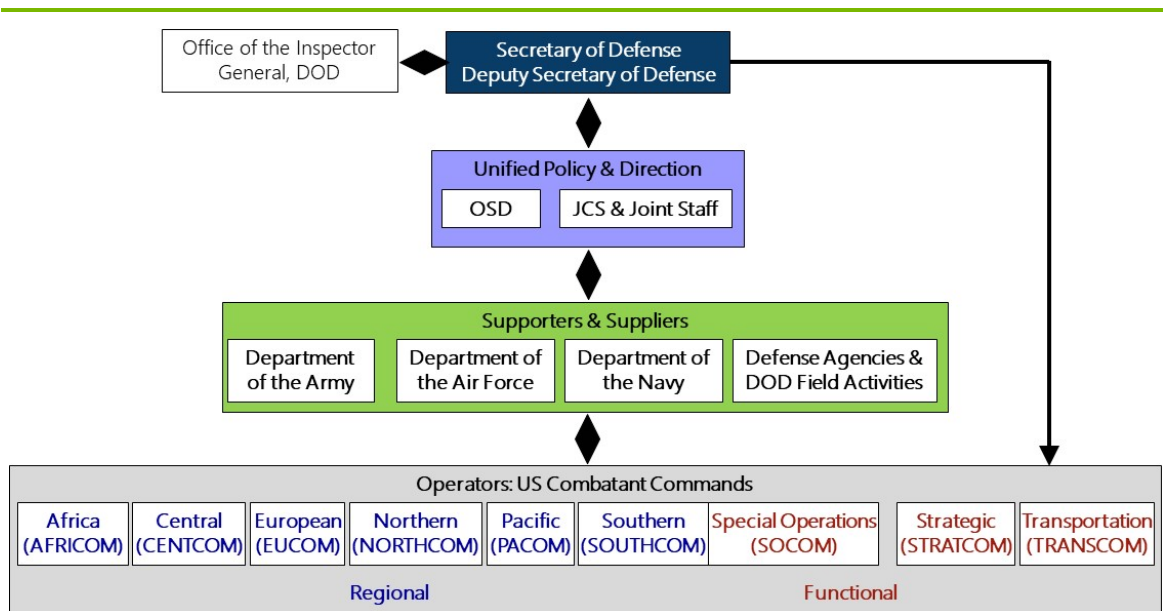 Office of the Inspector
General, DOD
Secretary of Defense
Deputy Secretary of Defense
Unified Policy & Direction
OSD
JCS & Joint Staff
Supporters & Suppliers
Department
of the Army
Department of
the Air Force
Department of
the Navy
Defense Agencies &
DOD Field Activities
Operators: US Combatant Commands
Africa
(AFRICOM)
Central
(CENTCOM)
European
(EUCOM)
Northern
(NORTHCOM)
Pacific
(PACOM)
Southern
(SOUTHCOM)
Special Operations
(SOCOM)
Strategic
(STRATCOM)
Transportation
(TRANSCOM)
Regional
Functional